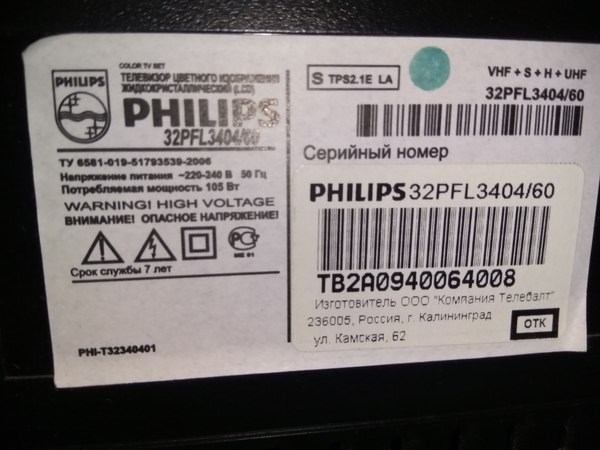 COLOR TV SET
ТЕЛЕВИЗОР ЦВЕТНОГО ИЗОБРАЖЕНИЯ
ЖИДКОКРИСТАЛЛИЧЕСКИЙ (LCD)
PHILIPS
PHILIPS
32PFL3404/60
ТУ 6581-019-51793539-2006
Напряжение питания ~220-240 В 50 Гц
Потребляемая мощность 105 Вт
WARNING! HIGH VOLTAGE
ВНИМАНИЕ! ОПАСНОЕ НАПРЯЖЕНИЕ!
РСТ
ME 61
Срок службы 7 лет
PHI-T32340401
S TPS2.1E LA
VHF + S + H + UHF
32PFL3404/60
Серийный номер
PHILIPS 32PFL3404/60
TB2A0940064008
Изготовитель ООО "Компания Телебалт"
236005, Россия, г. Калининград
ул. Камская, 62
ОТК